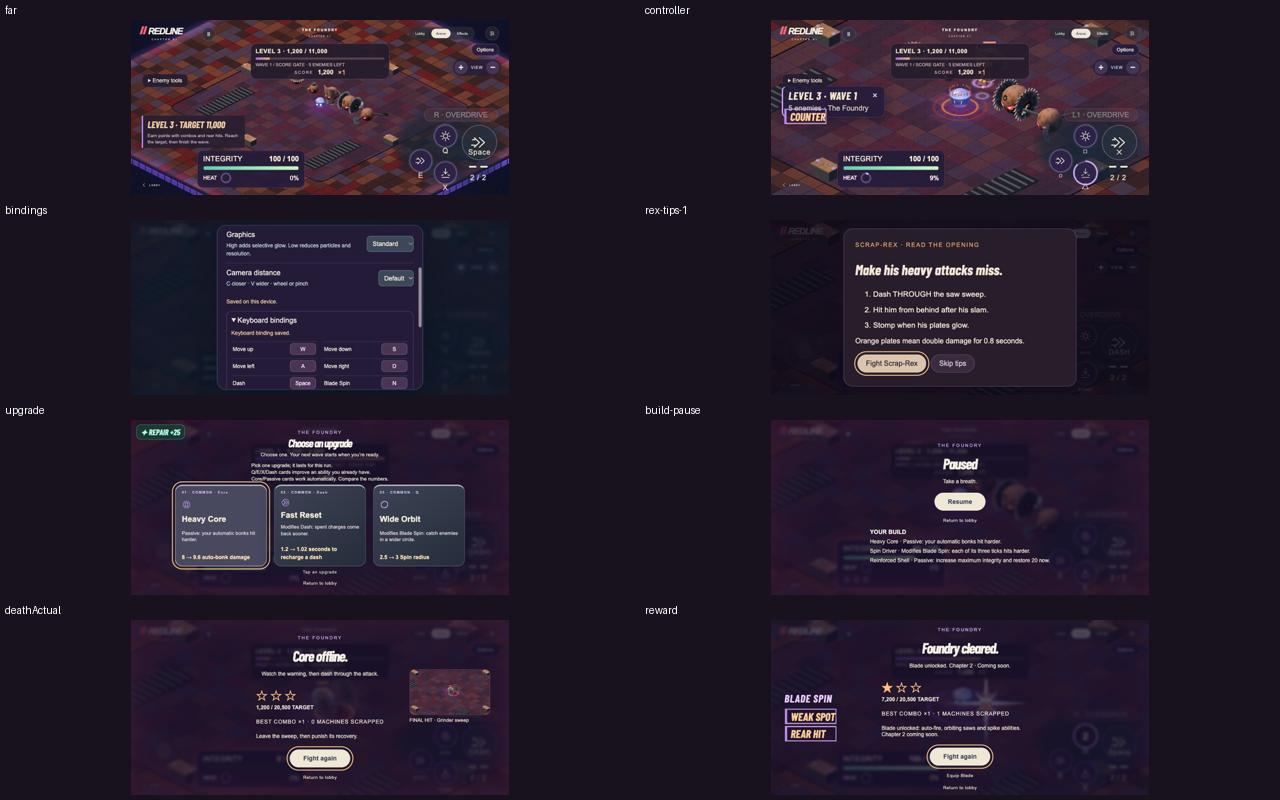 far
REDLINE
CHAPTER 01
THE FOUNDRY
CHAPTER 01
Lobby Arena Effects
Options
LEVEL 3 · 1,200 / 11,000
WAVE 1 / SCORE GATE · 5 ENEMIES LEFT
SCORE 1,200 ×1
+ VIEW −
▶ Enemy tools
LEVEL 3 · TARGET 11,000
Earn points with combos and rear hits. Reach
the target, then finish the wave.
R · OVERDRIVE
Q
Space
E
X
2 / 2
INTEGRITY 100 / 100
HEAT 0%
LOBBY
controller
REDLINE
CHAPTER 01
THE FOUNDRY
CHAPTER 01
Lobby Arena Effects
Options
LEVEL 3 · 1,200 / 11,000
WAVE 1 / SCORE GATE · 5 ENEMIES LEFT
SCORE 1,200 ×1
+ VIEW −
▶ Enemy tools
LEVEL 3 · WAVE 1 ×
5 enemies · The Foundry
COUNTER
L1 · OVERDRIVE
2 / 2
INTEGRITY 100 / 100
HEAT 9%
LOBBY
bindings
Graphics
High adds selective glow. Low reduces particles and
resolution.
Standard
Camera distance
C closer · V wider · wheel or pinch
Default
Saved on this device.
▼ Keyboard bindings
Keyboard binding saved.
Move up W Move down S
Move left A Move right D
Dash Space Blade Spin N
rex-tips-1
SCRAP-REX · READ THE OPENING
Make his heavy attacks miss.
1. Dash THROUGH the saw sweep.
2. Hit him from behind after his slam.
3. Stomp when his plates glow.
Orange plates mean double damage for 0.8 seconds.
Fight Scrap-Rex Skip tips
DASH
2 / 2
upgrade
REPAIR +25
THE FOUNDRY
Choose an upgrade
Choose one. Your next wave starts when you're ready.
Pick one upgrade; it lasts for this run.
Q/E/X/Dash cards improve an ability you already have.
Core/Passive cards work automatically. Compare the numbers.
01 · COMMON · Core
Heavy Core
Passive: your automatic bonks hit
harder.
8 → 9.6 auto-bonk damage
02 · COMMON · Dash
Fast Reset
Modifies Dash: spent charges come
back sooner.
1.2 → 1.02 seconds to
recharge a dash
03 · COMMON · Q
Wide Orbit
Modifies Blade Spin: catch enemies
in a wider circle.
2.5 → 3 Spin radius
Tap an upgrade
Return to lobby
build-pause
THE FOUNDRY
Paused
Take a breath.
Resume
Return to lobby
YOUR BUILD
Heavy Core · Passive: your automatic bonks hit harder.
Spin Driver · Modifies Blade Spin: each of its three ticks hits harder.
Reinforced Shell · Passive: increase maximum integrity and restore 20 now.
deathActual
THE FOUNDRY
Core offline.
Watch the warning, then dash through the attack.
1,200 / 20,500 TARGET
BEST COMBO ×1 · 0 MACHINES SCRAPPED
Leave the sweep, then punish its recovery.
FINAL HIT · Grinder sweep
Fight again
Return to lobby
reward
THE FOUNDRY
Foundry cleared.
Blade unlocked. Chapter 2 · Coming soon.
BLADE SPIN
WEAK SPOT
REAR HIT
7,200 / 20,500 TARGET
BEST COMBO ×1 · 1 MACHINES SCRAPPED
Blade unlocked: auto-fire, orbiting saws and spike abilities.
Chapter 2 coming soon.
Fight again
Equip Blade
Return to lobby